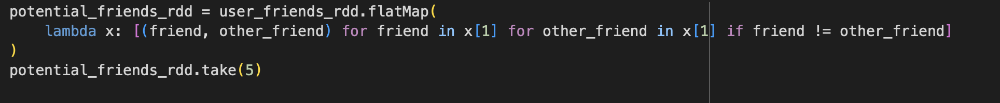 potential_friends_rdd = user_friends_rdd.flatMap(
    lambda x: [(friend, other_friend) for friend in x[1] for other_friend in x[1] if friend != other_friend]
)
potential_friends_rdd.take(5)